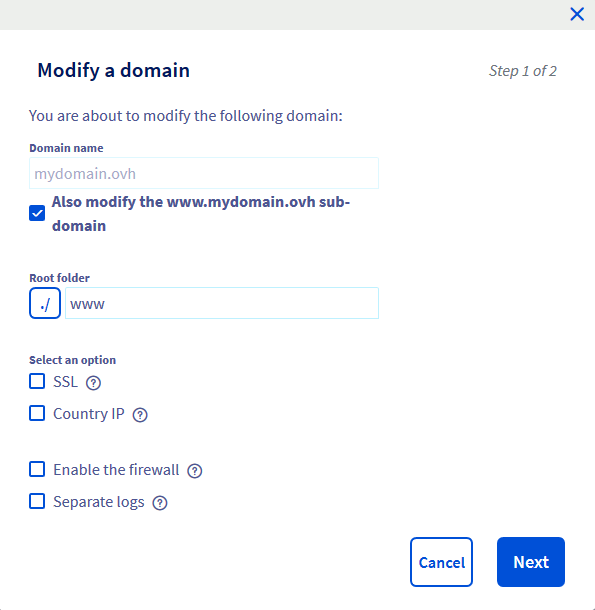 Modify a domain
Step 1 of 2
You are about to modify the following domain:
Domain name
mydomain.ovh
Also modify the www.mydomain.ovh sub-
domain
Root folder
./ www
Select an option
SSL ?
Country IP ?
Enable the firewall ?
Separate logs ?
Cancel
Next